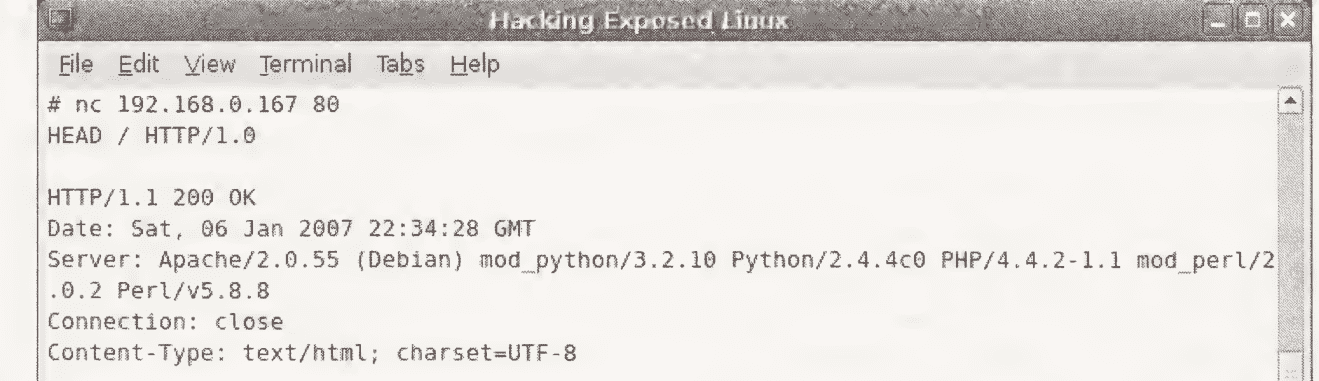 Hacking Exposed Linux
File Edit View Terminal Tabs Help
# nc 192.168.0.167 80
HEAD / HTTP/1.0
HTTP/1.1 200 OK
Date: Sat, 06 Jan 2007 22:34:28 GMT
Server: Apache/2.0.55 (Debian) mod_python/3.2.10 Python/2.4.4c0 PHP/4.4.2-1.1 mod_perl/2
.0.2 Perl/v5.8.8
Connection: close
Content-Type: text/html; charset=UTF-8